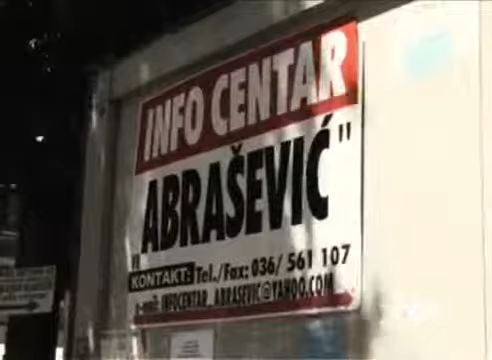 INFO CENTAR
"ABRAŠEVIĆ"
KONTAKT: Tel./Fax: 036/ 561 107
e-mail: INFOCENTAR_ABRASEVIC@YAHOO.COM